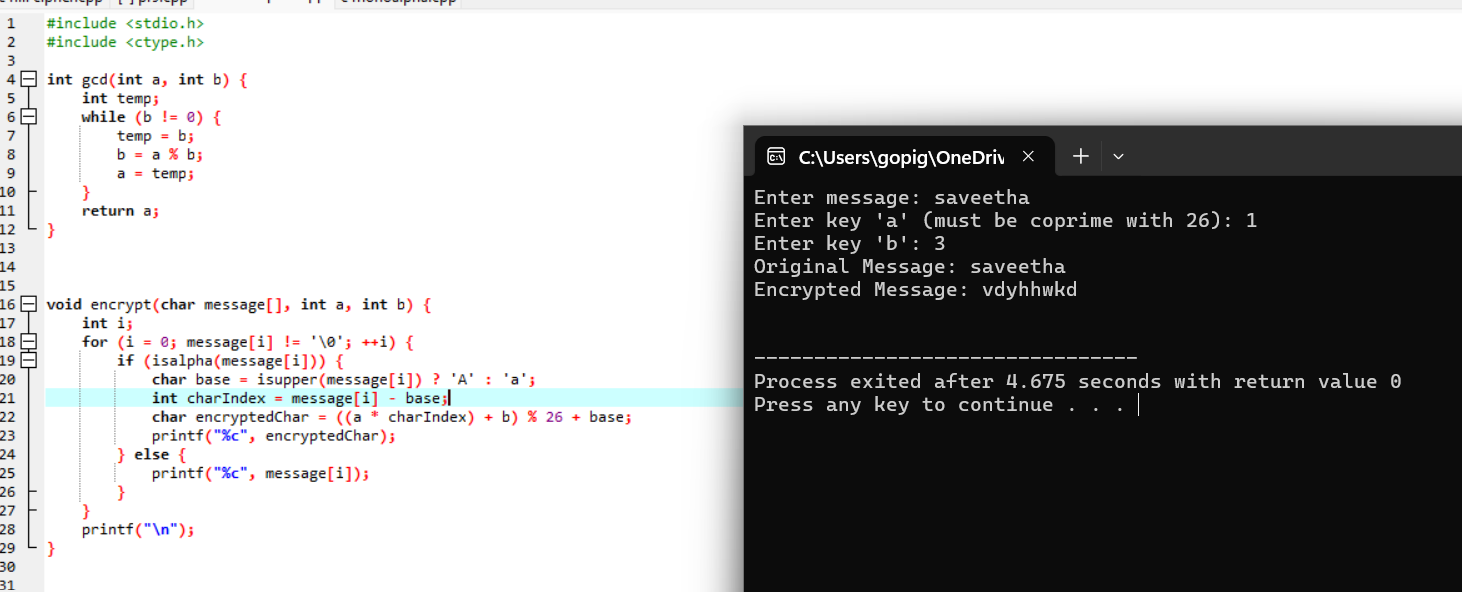 1 #include <stdio.h>
2 #include <ctype.h>
3
4 int gcd(int a, int b) {
5     int temp;
6     while (b != 0) {
7         temp = b;
8         b = a % b;
9         a = temp;
10     }
11     return a;
12 }
13
14
15
16 void encrypt(char message[], int a, int b) {
17     int i;
18     for (i = 0; message[i] != '\0'; ++i) {
19         if (isalpha(message[i])) {
20             char base = isupper(message[i]) ? 'A' : 'a';
21             int charIndex = message[i] - base;
22             char encryptedChar = ((a * charIndex) + b) % 26 + base;
23             printf("%c", encryptedChar);
24         } else {
25             printf("%c", message[i]);
26         }
27     }
28     printf("\n");
29 }
30
31
C:\Users\gopig\OneDriv
Enter message: saveetha
Enter key 'a' (must be coprime with 26): 1
Enter key 'b': 3
Original Message: saveetha
Encrypted Message: vdyhhwkd
--------------------------------
Process exited after 4.675 seconds with return value 0
Press any key to continue . . .